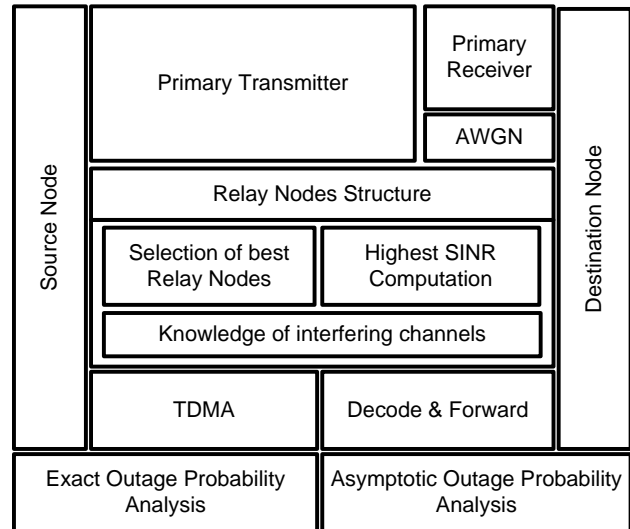 Source Node
Primary Transmitter
Primary
Receiver
AWGN
Destination Node
Relay Nodes Structure
Selection of best
Relay Nodes
Highest SINR
Computation
Knowledge of interfering channels
TDMA
Decode & Forward
Exact Outage Probability
Analysis
Asymptotic Outage Probability
Analysis